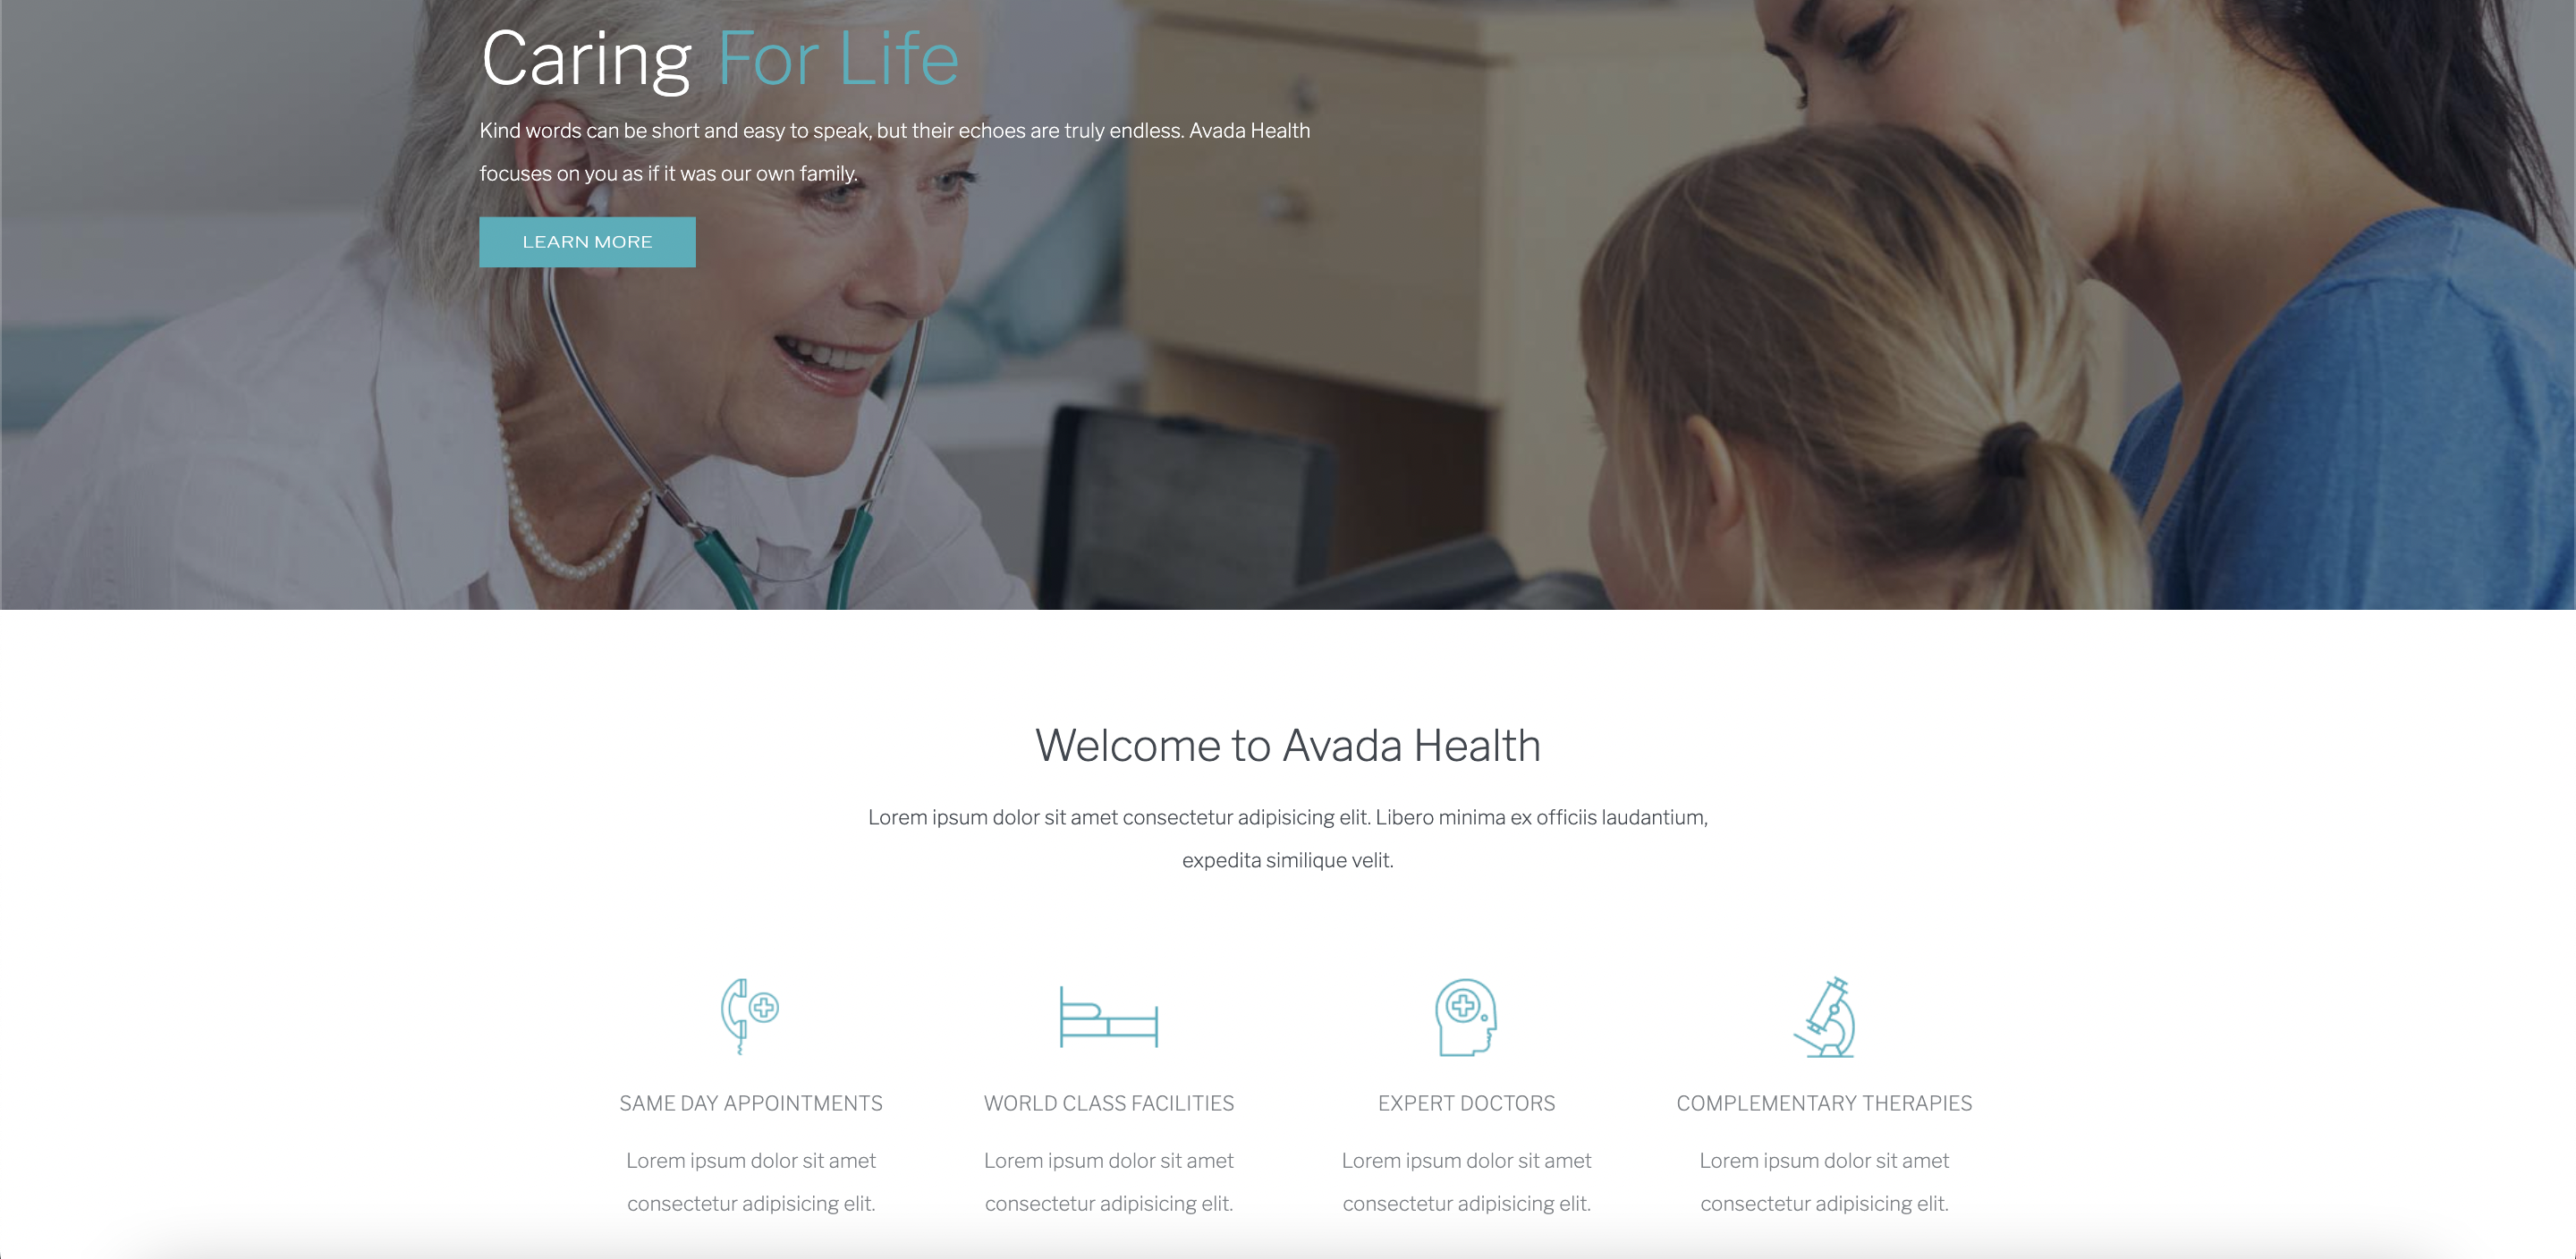 Caring For Life
Kind words can be short and easy to speak, but their echoes are truly endless. Avada Health
focuses on you as if it was our own family.
LEARN MORE
Welcome to Avada Health
Lorem ipsum dolor sit amet consectetur adipisicing elit. Libero minima ex officiis laudantium,
expedita similique velit.
SAME DAY APPOINTMENTS
Lorem ipsum dolor sit amet
consectetur adipisicing elit.
WORLD CLASS FACILITIES
Lorem ipsum dolor sit amet
consectetur adipisicing elit.
EXPERT DOCTORS
Lorem ipsum dolor sit amet
consectetur adipisicing elit.
COMPLEMENTARY THERAPIES
Lorem ipsum dolor sit amet
consectetur adipisicing elit.